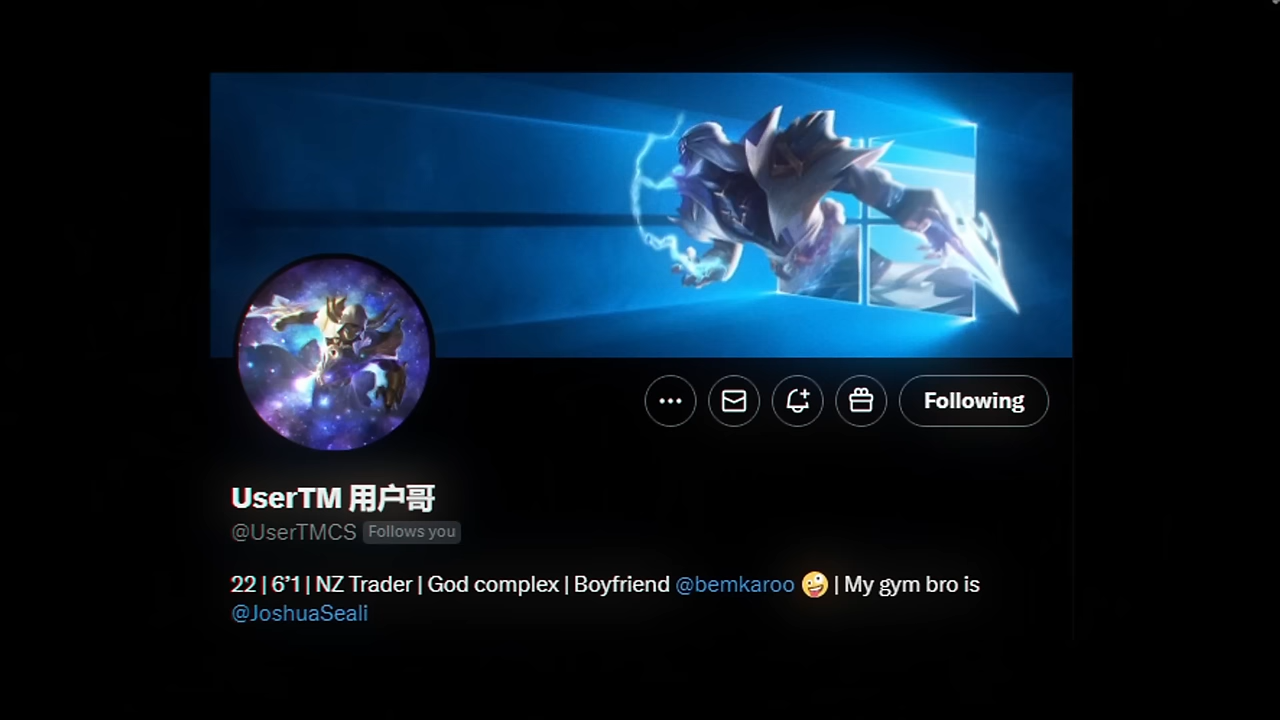 Following
UserTM 用户哥
@UserTMCS Follows you
22 | 6’1 | NZ Trader | God complex | Boyfriend @bemkaroo 🤪 | My gym bro is
@JoshuaSeali